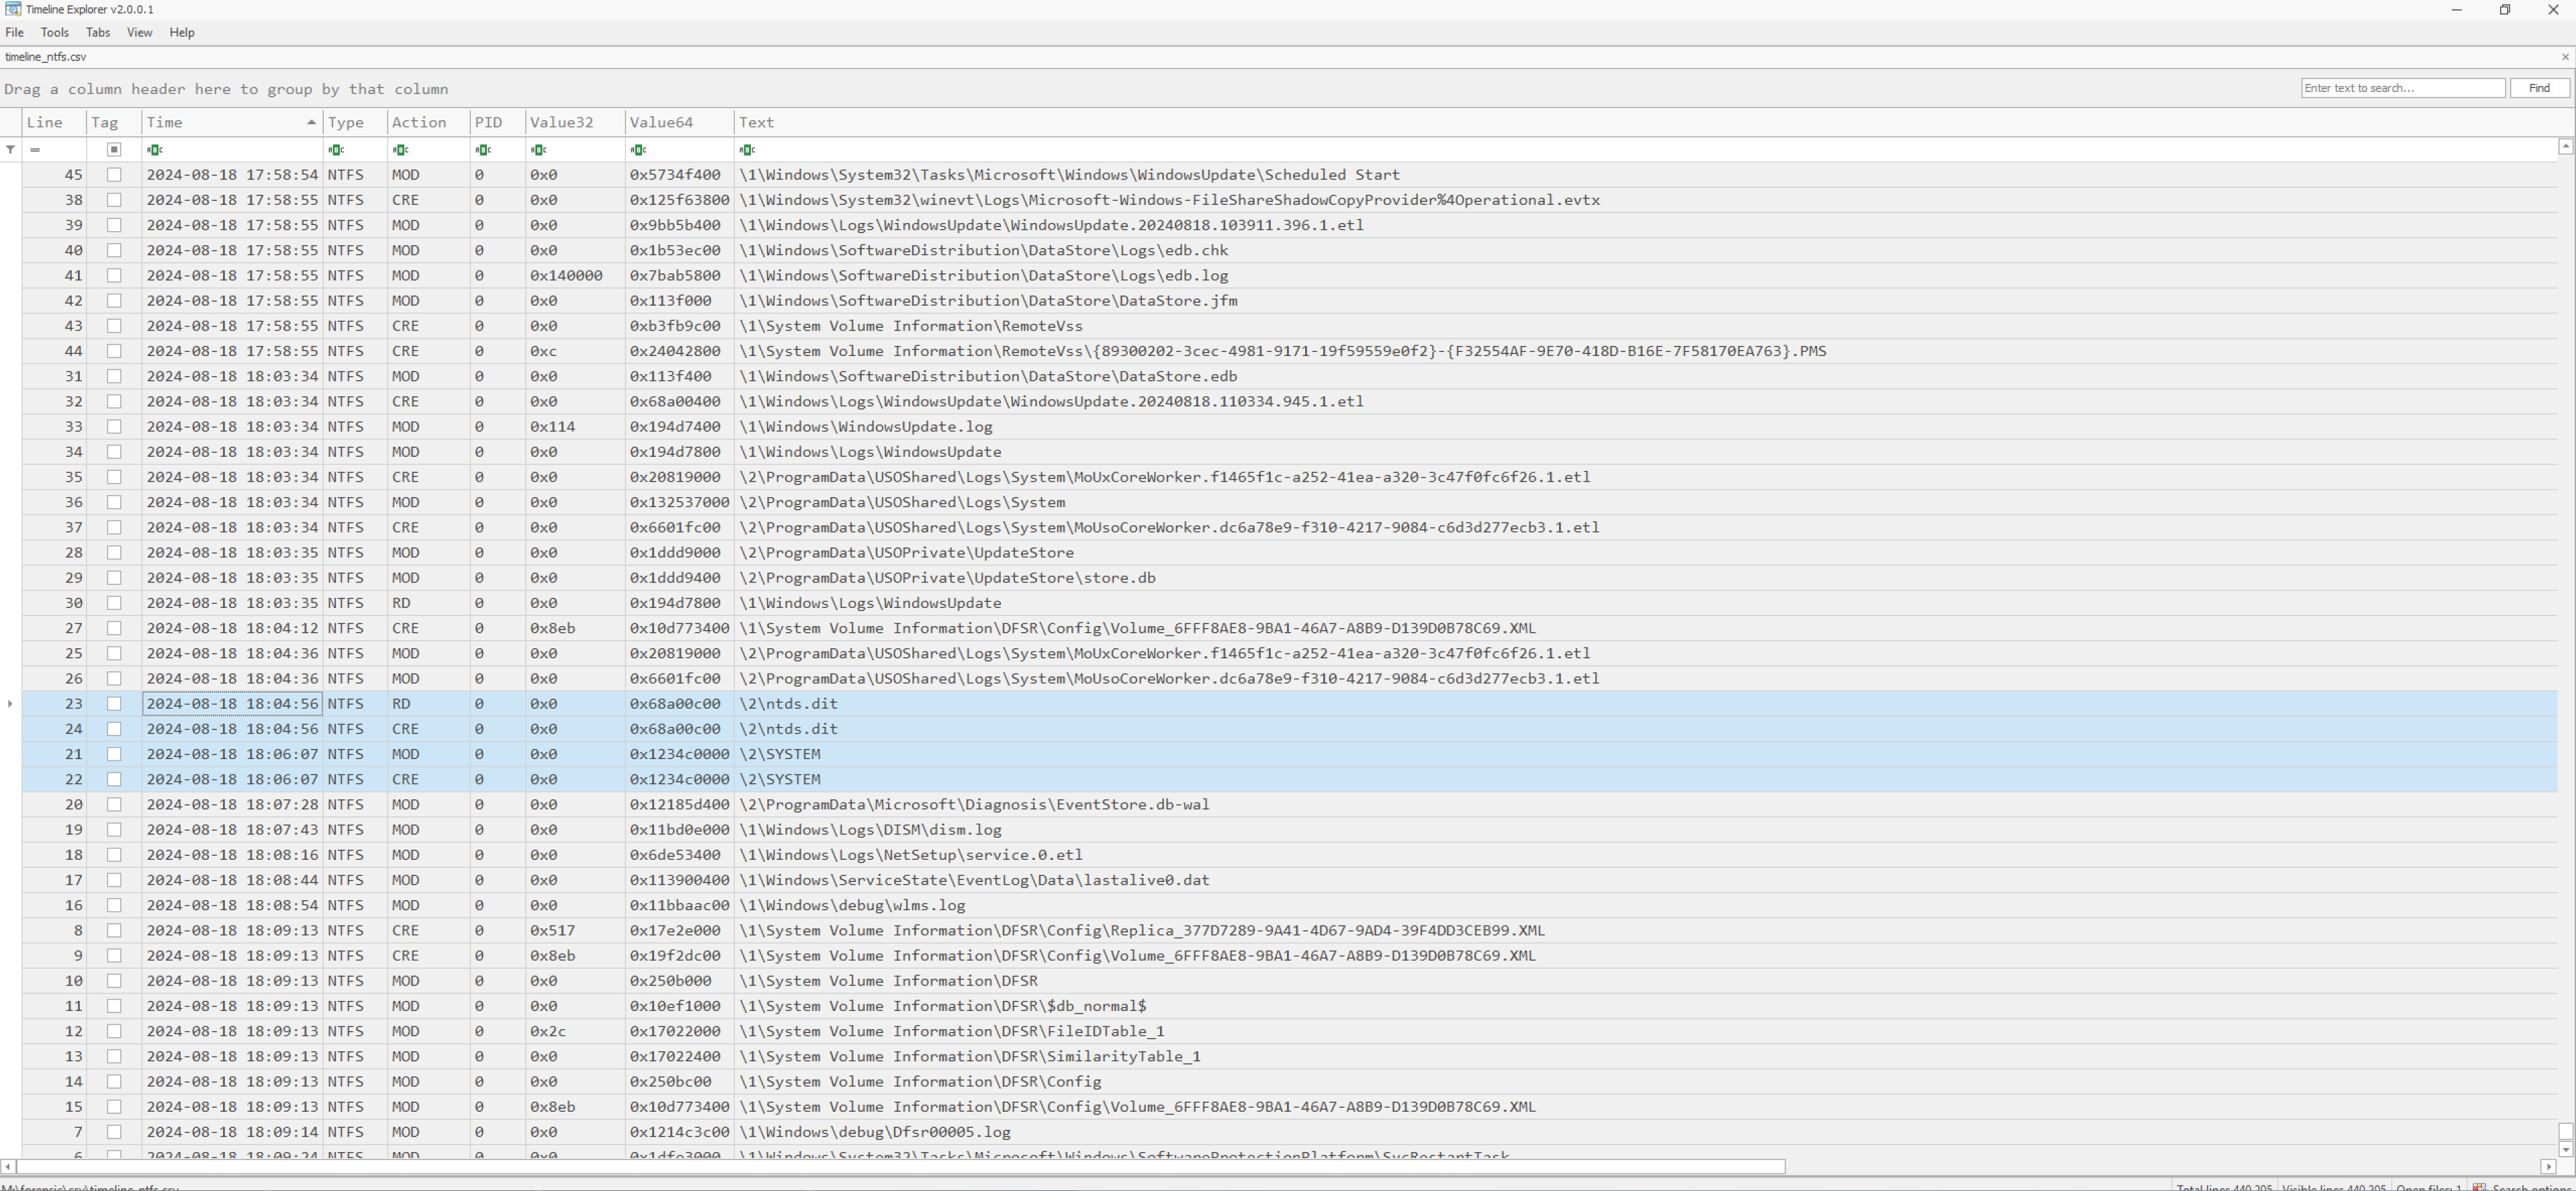 Timeline Explorer v2.0.0.1
File Tools Tabs View Help
timeline_ntfs.csv
Drag a column header here to group by that column
Enter text to search... Find
Line Tag Time Type Action PID Value32 Value64 Text
45 2024-08-18 17:58:54 NTFS MOD 0 0x0 0x5734f400 \1\Windows\System32\Tasks\Microsoft\Windows\WindowsUpdate\Scheduled Start
38 2024-08-18 17:58:55 NTFS CRE 0 0x0 0x125f63800 \1\Windows\System32\winevt\Logs\Microsoft-Windows-FileShareShadowCopyProvider%4Operational.evtx
39 2024-08-18 17:58:55 NTFS MOD 0 0x0 0x9bb5b400 \1\Windows\Logs\WindowsUpdate\WindowsUpdate.20240818.103911.396.1.etl
40 2024-08-18 17:58:55 NTFS MOD 0 0x0 0x1b53ec00 \1\Windows\SoftwareDistribution\DataStore\Logs\edb.chk
41 2024-08-18 17:58:55 NTFS MOD 0 0x140000 0x7bab5800 \1\Windows\SoftwareDistribution\DataStore\Logs\edb.log
42 2024-08-18 17:58:55 NTFS MOD 0 0x0 0x113f000 \1\Windows\SoftwareDistribution\DataStore\DataStore.jfm
43 2024-08-18 17:58:55 NTFS CRE 0 0x0 0xb3fb9c00 \1\System Volume Information\RemoteVss
44 2024-08-18 17:58:55 NTFS CRE 0 0xc 0x24042800 \1\System Volume Information\RemoteVss\{89300202-3cec-4981-9171-19f59559e0f2}-{F32554AF-9E70-418D-B16E-7F58170EA763}.PMS
31 2024-08-18 18:03:34 NTFS MOD 0 0x0 0x113f400 \1\Windows\SoftwareDistribution\DataStore\DataStore.edb
32 2024-08-18 18:03:34 NTFS CRE 0 0x0 0x68a00400 \1\Windows\Logs\WindowsUpdate\WindowsUpdate.20240818.110334.945.1.etl
33 2024-08-18 18:03:34 NTFS MOD 0 0x114 0x194d7400 \1\Windows\WindowsUpdate.log
34 2024-08-18 18:03:34 NTFS MOD 0 0x0 0x194d7800 \1\Windows\Logs\WindowsUpdate
35 2024-08-18 18:03:34 NTFS CRE 0 0x0 0x20819000 \2\ProgramData\USOShared\Logs\System\MoUxCoreWorker.f1465f1c-a252-41ea-a320-3c47f0fc6f26.1.etl
36 2024-08-18 18:03:34 NTFS MOD 0 0x0 0x132537000 \2\ProgramData\USOShared\Logs\System
37 2024-08-18 18:03:34 NTFS CRE 0 0x0 0x6601fc00 \2\ProgramData\USOShared\Logs\System\MoUsoCoreWorker.dc6a78e9-f310-4217-9084-c6d3d277ecb3.1.etl
28 2024-08-18 18:03:35 NTFS MOD 0 0x0 0x1ddd9000 \2\ProgramData\USOPrivate\UpdateStore
29 2024-08-18 18:03:35 NTFS MOD 0 0x0 0x1ddd9400 \2\ProgramData\USOPrivate\UpdateStore\store.db
30 2024-08-18 18:03:35 NTFS RD 0 0x0 0x194d7800 \1\Windows\Logs\WindowsUpdate
27 2024-08-18 18:04:12 NTFS CRE 0 0x8eb 0x10d773400 \1\System Volume Information\DFSR\Config\Volume_6FFF8AE8-9BA1-46A7-A8B9-D139D0B78C69.XML
25 2024-08-18 18:04:36 NTFS MOD 0 0x0 0x20819000 \2\ProgramData\USOShared\Logs\System\MoUxCoreWorker.f1465f1c-a252-41ea-a320-3c47f0fc6f26.1.etl
26 2024-08-18 18:04:36 NTFS MOD 0 0x0 0x6601fc00 \2\ProgramData\USOShared\Logs\System\MoUsoCoreWorker.dc6a78e9-f310-4217-9084-c6d3d277ecb3.1.etl
23 2024-08-18 18:04:56 NTFS RD 0 0x0 0x68a00c00 \2\ntds.dit
24 2024-08-18 18:04:56 NTFS CRE 0 0x0 0x68a00c00 \2\ntds.dit
21 2024-08-18 18:06:07 NTFS MOD 0 0x0 0x1234c0000 \2\SYSTEM
22 2024-08-18 18:06:07 NTFS CRE 0 0x0 0x1234c0000 \2\SYSTEM
20 2024-08-18 18:07:28 NTFS MOD 0 0x0 0x12185d400 \2\ProgramData\Microsoft\Diagnosis\EventStore.db-wal
19 2024-08-18 18:07:43 NTFS MOD 0 0x0 0x11bd0e000 \1\Windows\Logs\DISM\dism.log
18 2024-08-18 18:08:16 NTFS MOD 0 0x0 0x6de53400 \1\Windows\Logs\NetSetup\service.0.etl
17 2024-08-18 18:08:44 NTFS MOD 0 0x0 0x113900400 \1\Windows\ServiceState\EventLog\Data\lastalive0.dat
16 2024-08-18 18:08:54 NTFS MOD 0 0x0 0x11bbaac00 \1\Windows\debug\wlms.log
8 2024-08-18 18:09:13 NTFS CRE 0 0x517 0x17e2e000 \1\System Volume Information\DFSR\Config\Replica_377D7289-9A41-4D67-9AD4-39F4DD3CEB99.XML
9 2024-08-18 18:09:13 NTFS CRE 0 0x8eb 0x19f2dc00 \1\System Volume Information\DFSR\Config\Volume_6FFF8AE8-9BA1-46A7-A8B9-D139D0B78C69.XML
10 2024-08-18 18:09:13 NTFS MOD 0 0x0 0x250b000 \1\System Volume Information\DFSR
11 2024-08-18 18:09:13 NTFS MOD 0 0x0 0x10ef1000 \1\System Volume Information\DFSR\$db_normal$
12 2024-08-18 18:09:13 NTFS MOD 0 0x2c 0x17022000 \1\System Volume Information\DFSR\FileIDTable_1
13 2024-08-18 18:09:13 NTFS MOD 0 0x0 0x17022400 \1\System Volume Information\DFSR\SimilarityTable_1
14 2024-08-18 18:09:13 NTFS MOD 0 0x0 0x250bc00 \1\System Volume Information\DFSR\Config
15 2024-08-18 18:09:13 NTFS MOD 0 0x8eb 0x10d773400 \1\System Volume Information\DFSR\Config\Volume_6FFF8AE8-9BA1-46A7-A8B9-D139D0B78C69.XML
7 2024-08-18 18:09:14 NTFS MOD 0 0x0 0x1214c3c00 \1\Windows\debug\Dfsr00005.log
6 2024-08-18 18:09:24 NTFS MOD 0 0x0 0x1dfe3000 \1\Windows\System32\Tasks\Microsoft\Windows\SoftwareProtectionPlatform\SvcRestartTask
M:\forensic\csv\timeline_ntfs.csv Total lines 440,205 Visible lines 440,205 Open files: 1 Search options